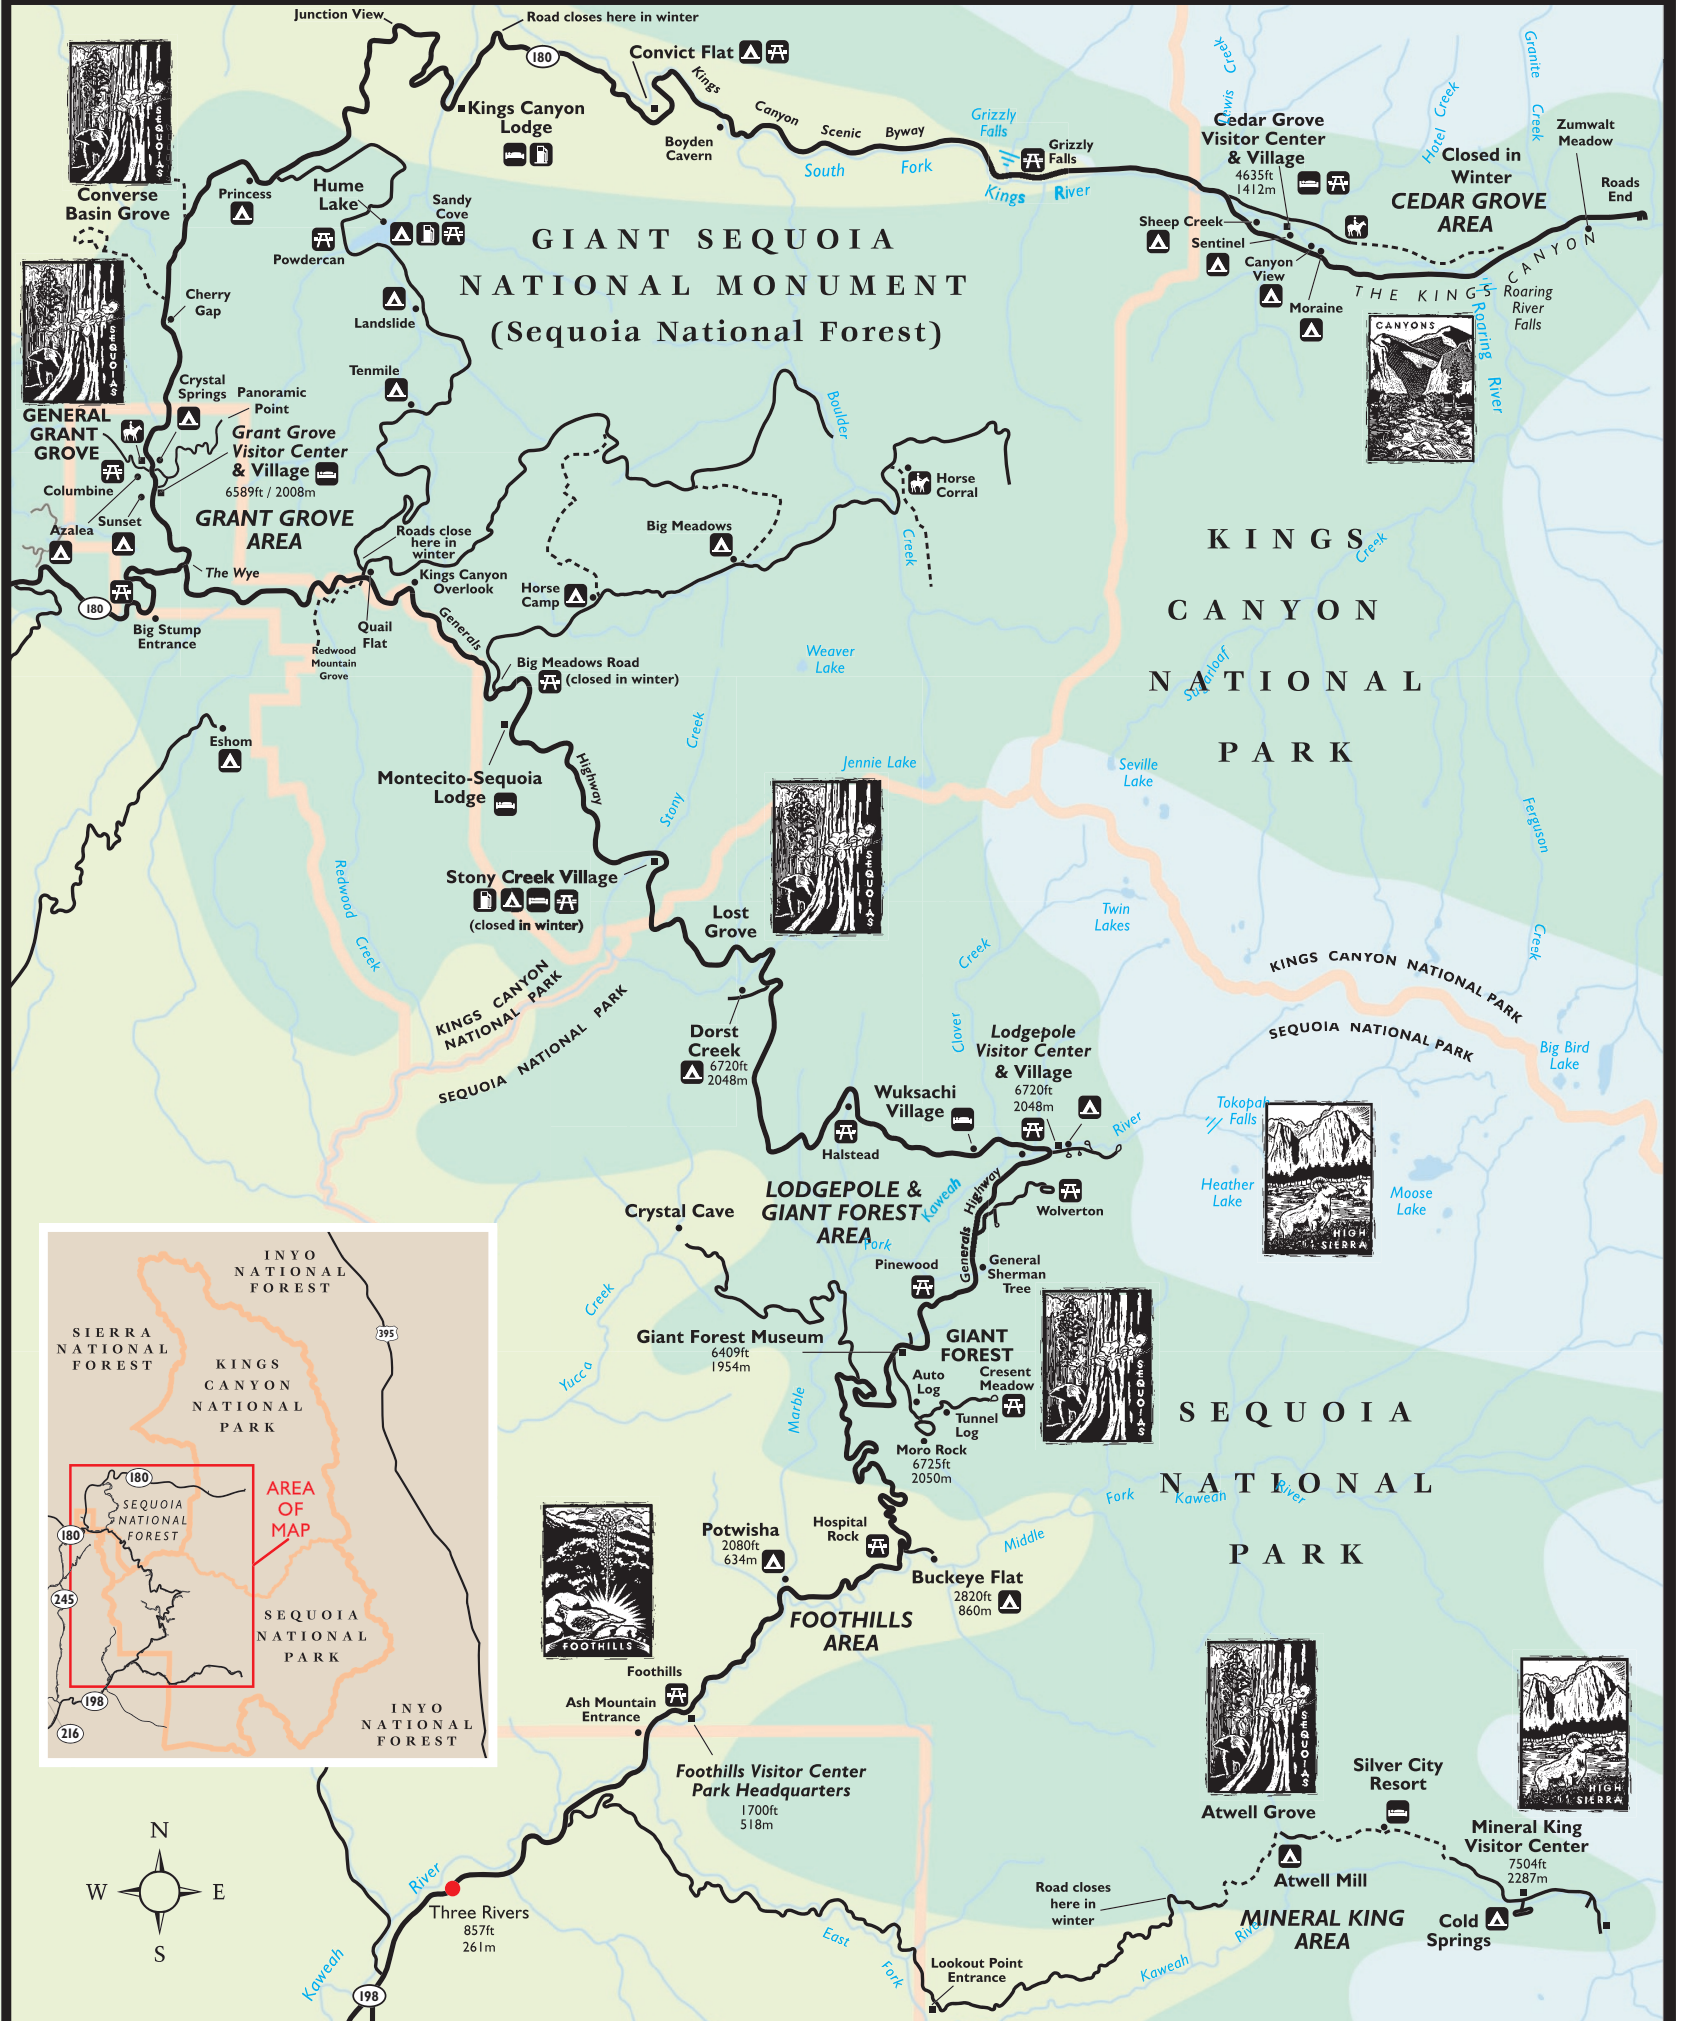 Junction View
Road closes here in winter
180
Convict Flat
Kings Canyon Scenic Byway
Kings Canyon
Lodge
Boyden
Cavern
Grizzly
Falls
Grizzly
Falls
South Fork
Kings River
Lewis Creek
Hotel Creek
Granite Creek
Cedar Grove
Visitor Center
& Village
4635ft
1412m
Closed in
Winter
CEDAR GROVE
AREA
Zumwalt
Meadow
Roads
End
Sheep Creek
Sentinel
Canyon
View
Moraine
THE KINGS CANYON
Roaring
River
Falls
Roaring River
CANYONS
SEQUOIAS
Converse
Basin Grove
Princess
Hume
Lake
Sandy
Cove
Powdercan
GIANT SEQUOIA
NATIONAL MONUMENT
(Sequoia National Forest)
Cherry
Gap
Landslide
Tenmile
SEQUOIAS
GENERAL
GRANT
GROVE
Crystal
Springs
Panoramic
Point
Grant Grove
Visitor Center
& Village
6589ft / 2008m
Columbine
Azalea
Sunset
GRANT GROVE
AREA
The Wye
180
Big Stump
Entrance
Roads close
here in
winter
Kings Canyon
Overlook
Quail
Flat
Redwood
Mountain
Grove
Generals
Highway
Horse
Camp
Big Meadows
Boulder
Creek
Horse
Corral
Big Meadows Road
(closed in winter)
Weaver
Lake
KINGS
CANYON
NATIONAL
PARK
Creek
Sugarloaf
Eshom
Montecito-Sequoia
Lodge
Stony Creek
Jennie Lake
Seville
Lake
Ferguson
Creek
Redwood
Creek
Stony Creek Village
(closed in winter)
SEQUOIAS
Lost
Grove
Twin
Lakes
KINGS CANYON
NATIONAL PARK
SEQUOIA NATIONAL PARK
KINGS CANYON NATIONAL PARK
SEQUOIA NATIONAL PARK
Big Bird
Lake
Dorst
Creek
6720ft
2048m
Clover
Creek
Lodgepole
Visitor Center
& Village
6720ft
2048m
Wuksachi
Village
Halstead
River
Tokopah
Falls
Heather
Lake
Moose
Lake
HIGH
SIERRA
LODGEPOLE &
GIANT FOREST
AREA
Kaweah
Fork
Generals Highway
Wolverton
Crystal Cave
Pinewood
General
Sherman
Tree
Creek
Yucca
Giant Forest Museum
6409ft
1954m
GIANT
FOREST
SEQUOIAS
Auto
Log
Cresent
Meadow
Tunnel
Log
Moro Rock
6725ft
2050m
Marble
SEQUOIA
NATIONAL
PARK
Fork Kaweah River
Middle
Hospital
Rock
Potwisha
2080ft
634m
Buckeye Flat
2820ft
860m
FOOTHILLS
FOOTHILLS
AREA
Foothills
Ash Mountain
Entrance
Foothills Visitor Center
Park Headquarters
1700ft
518m
SEQUOIAS
Atwell Grove
Silver City
Resort
HIGH
SIERRA
Mineral King
Visitor Center
7504ft
2287m
Atwell Mill
Road closes
here in
winter
MINERAL KING
AREA
Cold
Springs
East
Fork
Kaweah
River
Lookout Point
Entrance
INYO
NATIONAL
FOREST
SIERRA
NATIONAL
FOREST
395
KINGS
CANYON
NATIONAL
PARK
180
SEQUOIA
NATIONAL
FOREST
AREA
OF
MAP
180
245
SEQUOIA
NATIONAL
PARK
198
216
INYO
NATIONAL
FOREST
N
W E
S
River
Three Rivers
857ft
261m
Kaweah
198